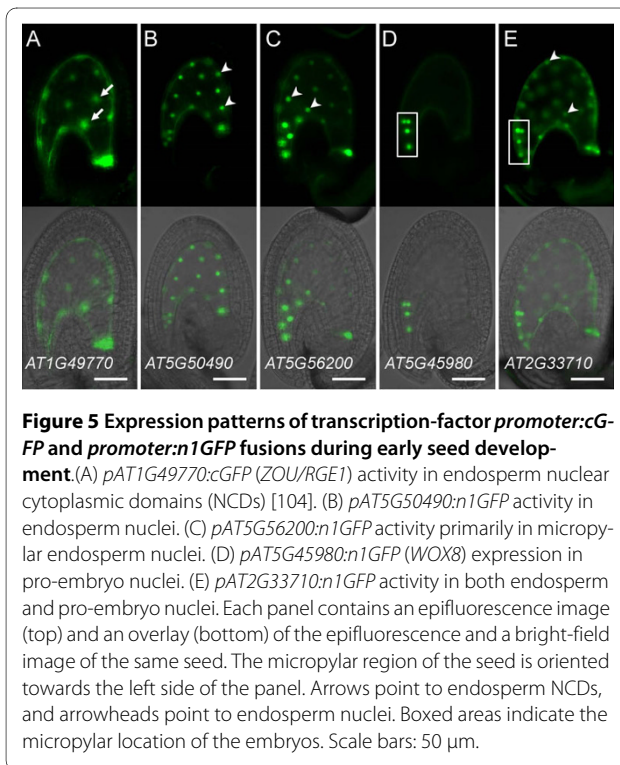 A B C D E
AT1G49770 AT5G50490 AT5G56200 AT5G45980 AT2G33710
Figure 5 Expression patterns of transcription-factor promoter:cG-
FP and promoter:n1GFP fusions during early seed develop-
ment.(A) pAT1G49770:cGFP (ZOU/RGE1) activity in endosperm nuclear
cytoplasmic domains (NCDs) [104]. (B) pAT5G50490:n1GFP activity in
endosperm nuclei. (C) pAT5G56200:n1GFP activity primarily in micropy-
lar endosperm nuclei. (D) pAT5G45980:n1GFP (WOX8) expression in
pro-embryo nuclei. (E) pAT2G33710:n1GFP activity in both endosperm
and pro-embryo nuclei. Each panel contains an epifluorescence image
(top) and an overlay (bottom) of the epifluorescence and a bright-field
image of the same seed. The micropylar region of the seed is oriented
towards the left side of the panel. Arrows point to endosperm NCDs,
and arrowheads point to endosperm nuclei. Boxed areas indicate the
micropylar location of the embryos. Scale bars: 50 μm.